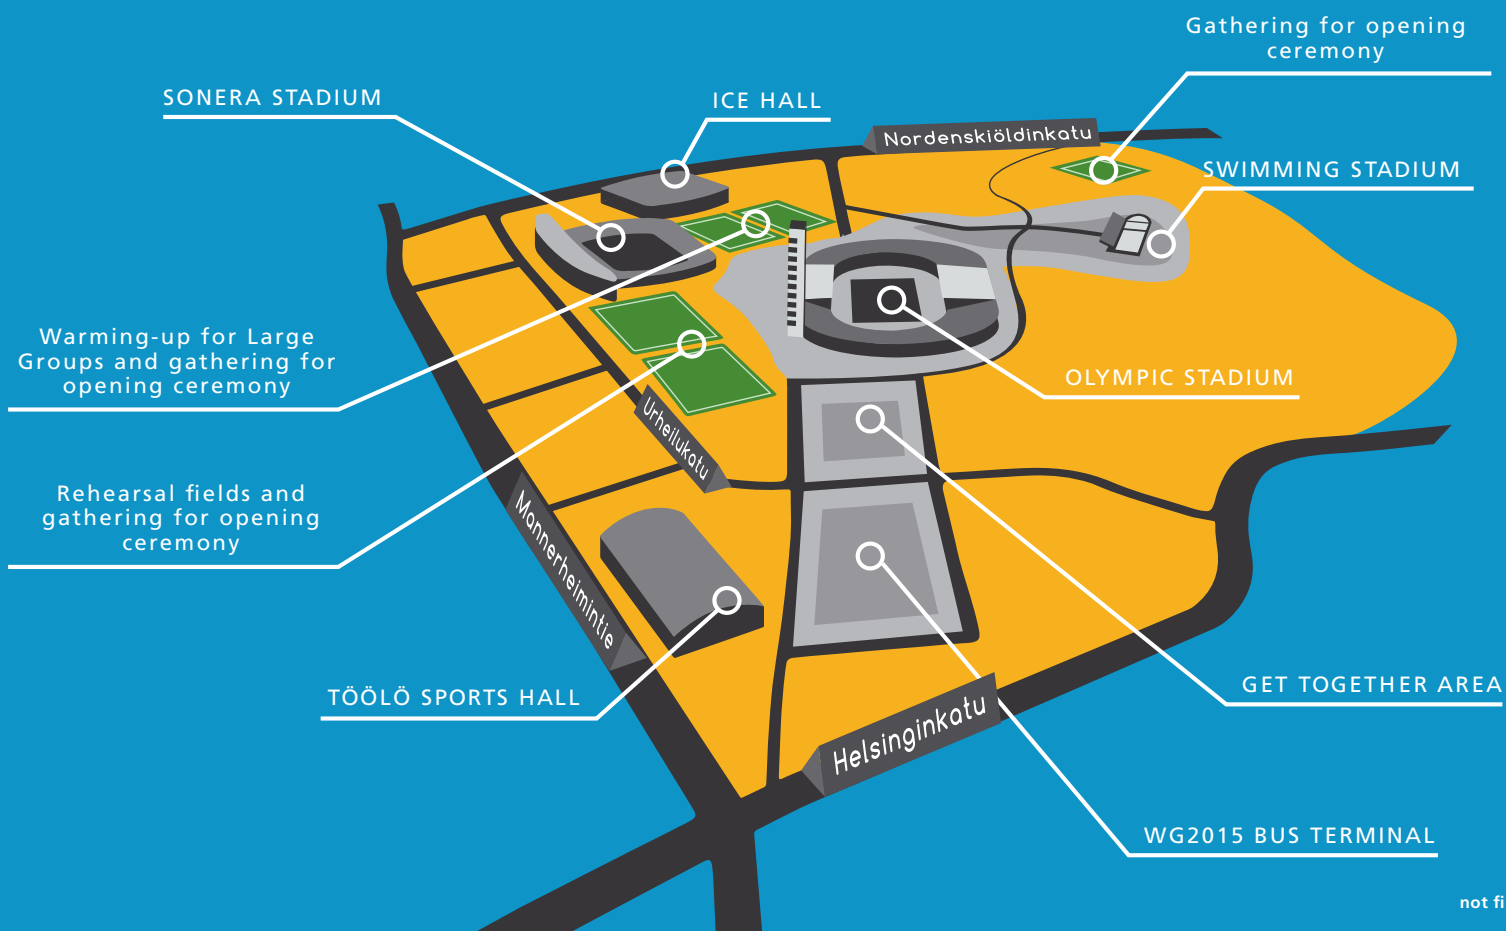 Gathering for opening
ceremony
SONERA STADIUM
ICE HALL
Nordenskiöldinkatu
SWIMMING STADIUM
Warming-up for Large
Groups and gathering for
opening ceremony
OLYMPIC STADIUM
Urheilukatu
Rehearsal fields and
gathering for opening
ceremony
Mannerheimintie
TÖÖLÖ SPORTS HALL
GET TOGETHER AREA
Helsinginkatu
WG2015 BUS TERMINAL
not fi